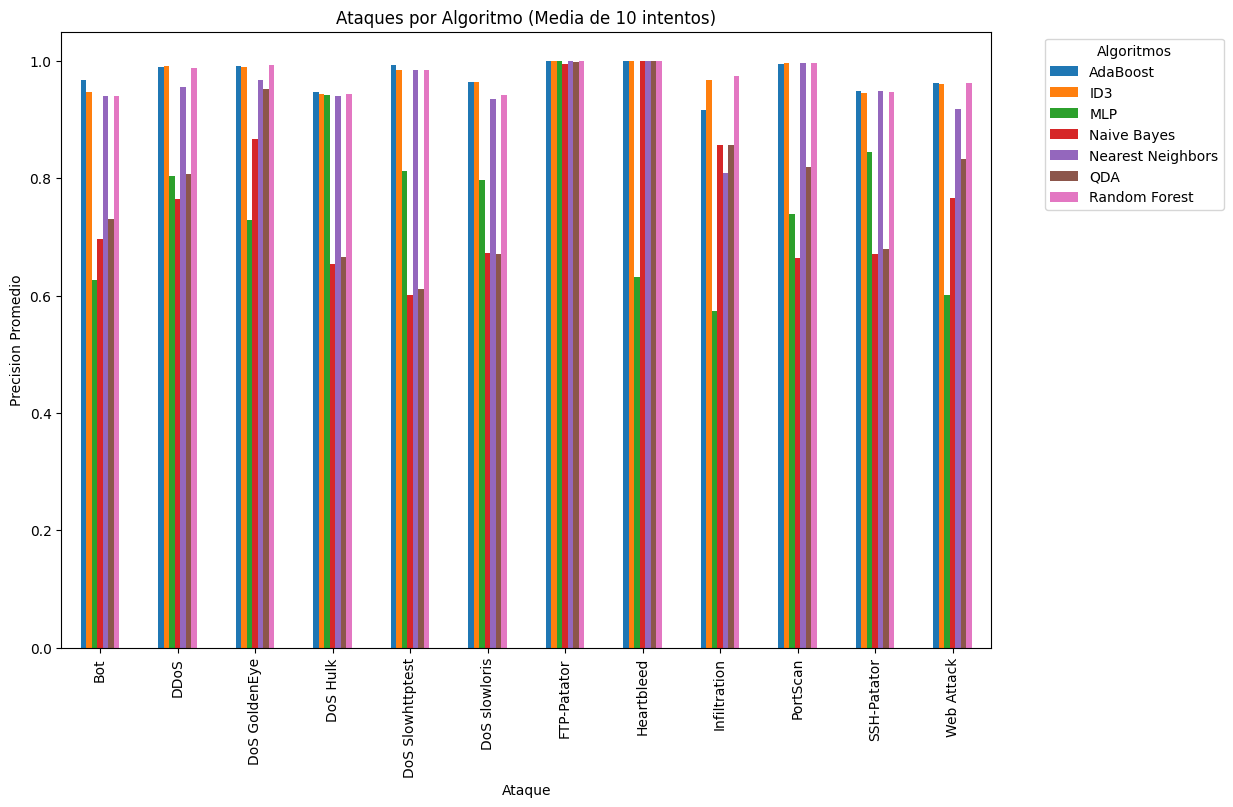 Ataques por Algoritmo (Media de 10 intentos)
Algoritmos
AdaBoost
ID3
MLP
Naive Bayes
Nearest Neighbors
QDA
Random Forest
Precision Promedio
1.0
0.8
0.6
0.4
0.2
0.0
Bot
DDoS
DoS GoldenEye
DoS Hulk
DoS Slowhttptest
DoS slowloris
FTP-Patator
Heartbleed
Infiltration
PortScan
SSH-Patator
Web Attack
Ataque